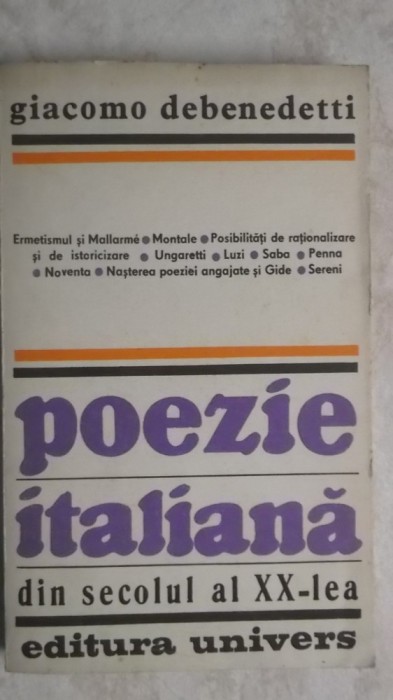 giacomo debenedetti
Ermetismul și Mallarmé ● Montale ● Posibilități de raționalizare
și de istoricizare ● Ungaretti ● Luzi ● Saba ● Penna
● Noventa ● Nașterea poeziei angajate și Gide ● Sereni
poezie
italiană
din secolul al XX-lea
editura univers